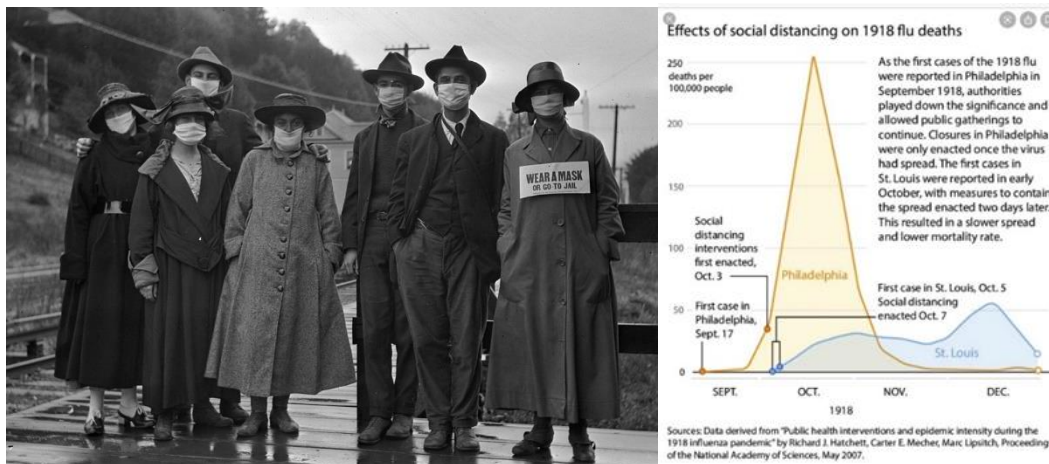 WEAR A MASK
OR GO TO JAIL
Effects of social distancing on 1918 flu deaths
250
deaths per
100,000 people
200
150
100
50
0
As the first cases of the 1918 flu
were reported in Philadelphia in
September 1918, authorities
played down the significance and
allowed public gatherings to
continue. Closures in Philadelphia
were only enacted once the virus
had spread. The first cases in
St. Louis were reported in early
October, with measures to contain
the spread enacted two days later.
This resulted in a slower spread
and lower mortality rate.
Social
distancing
interventions
first enacted,
Oct. 3
Philadelphia
First case in
Philadelphia,
Sept. 17
First case in St. Louis, Oct. 5
Social distancing
enacted Oct. 7
St. Louis
SEPT.
OCT.
NOV.
DEC.
1918
Sources: Data derived from "Public health interventions and epidemic intensity during the
1918 influenza pandemic" by Richard J. Hatchett, Carter E. Mecher, Marc Lipsitch, Proceeding
of the National Academy of Sciences, May 2007.